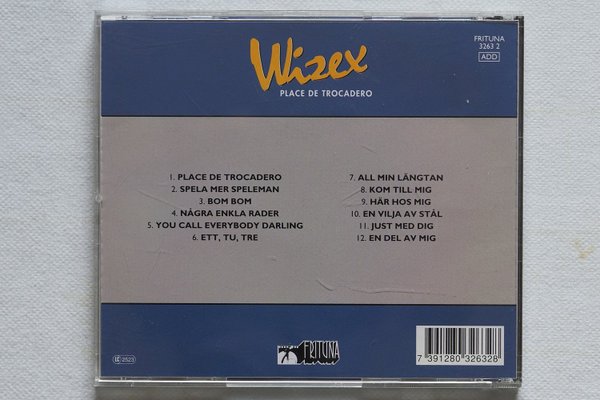 FRITUNA
3263 2
ADD
Wizex
PLACE DE TROCADERO
1. PLACE DE TROCADERO
2. SPELA MER SPELEMAN
3. BOM BOM
4. NÅGRA ENKLA RADER
5. YOU CALL EVERYBODY DARLING
6. ETT, TU, TRE
7. ALL MIN LÄNGTAN
8. KOM TILL MIG
9. HÄR HOS MIG
10. EN VILJA AV STÅL
11. JUST MED DIG
12. EN DEL AV MIG
LC 2523
FRITUNA
7 391280 326328